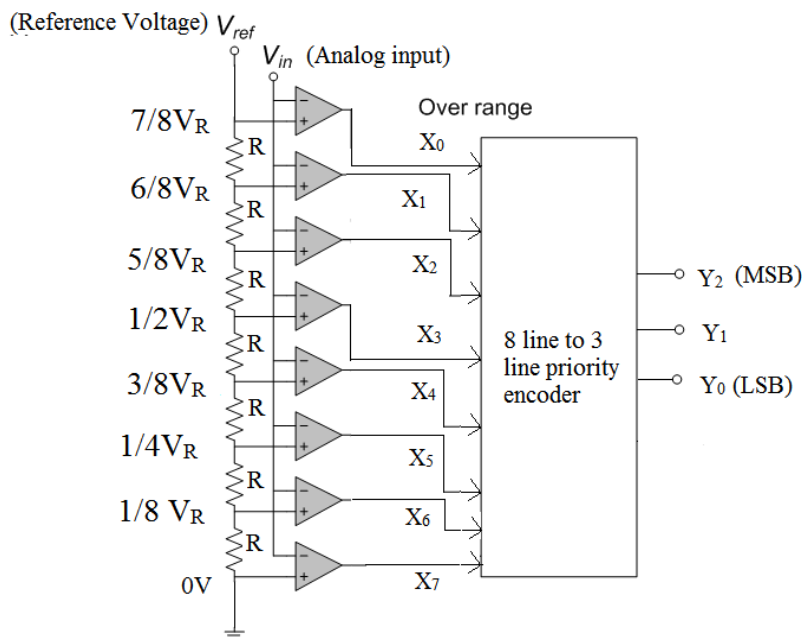 (Reference Voltage) Vref
Vin (Analog input)
7/8VR
6/8VR
5/8VR
1/2VR
3/8VR
1/4VR
1/8 VR
0V
R
R
R
R
R
R
R
- +
- +
- +
- +
- +
- +
- +
- +
Over range
X0
X1
X2
X3
X4
X5
X6
X7
8 line to 3
line priority
encoder
Y2 (MSB)
Y1
Y0 (LSB)